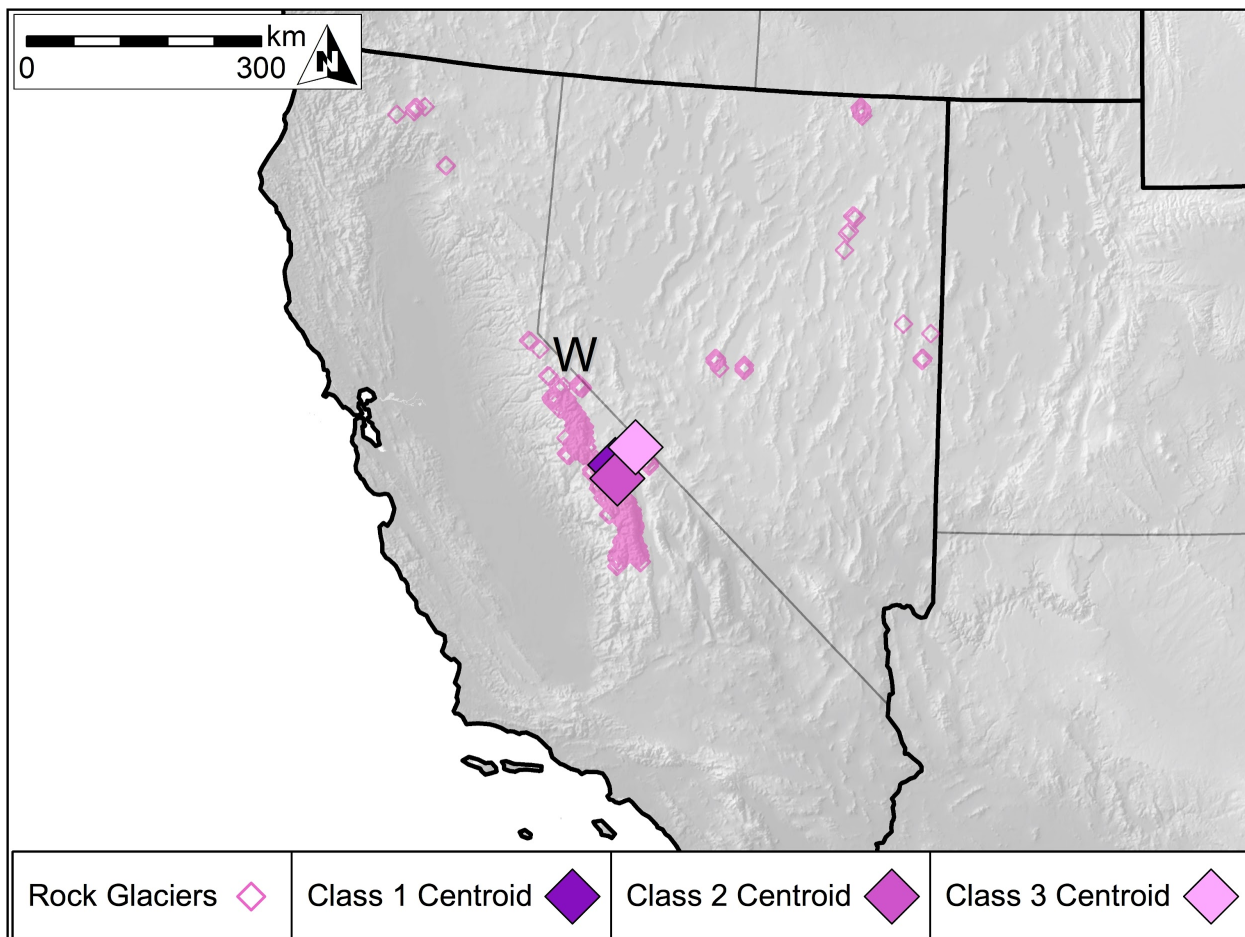 km
N
0 300
W
Rock Glaciers Class 1 Centroid Class 2 Centroid Class 3 Centroid